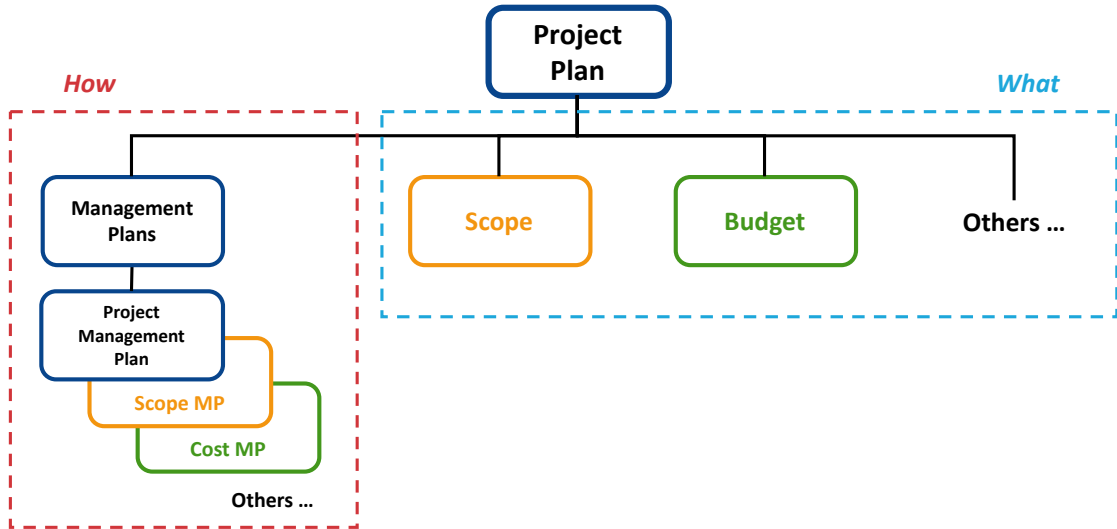 Project
Plan
How
What
Management
Plans
Scope
Budget
Others ...
Project
Management
Plan
Scope MP
Cost MP
Others ...